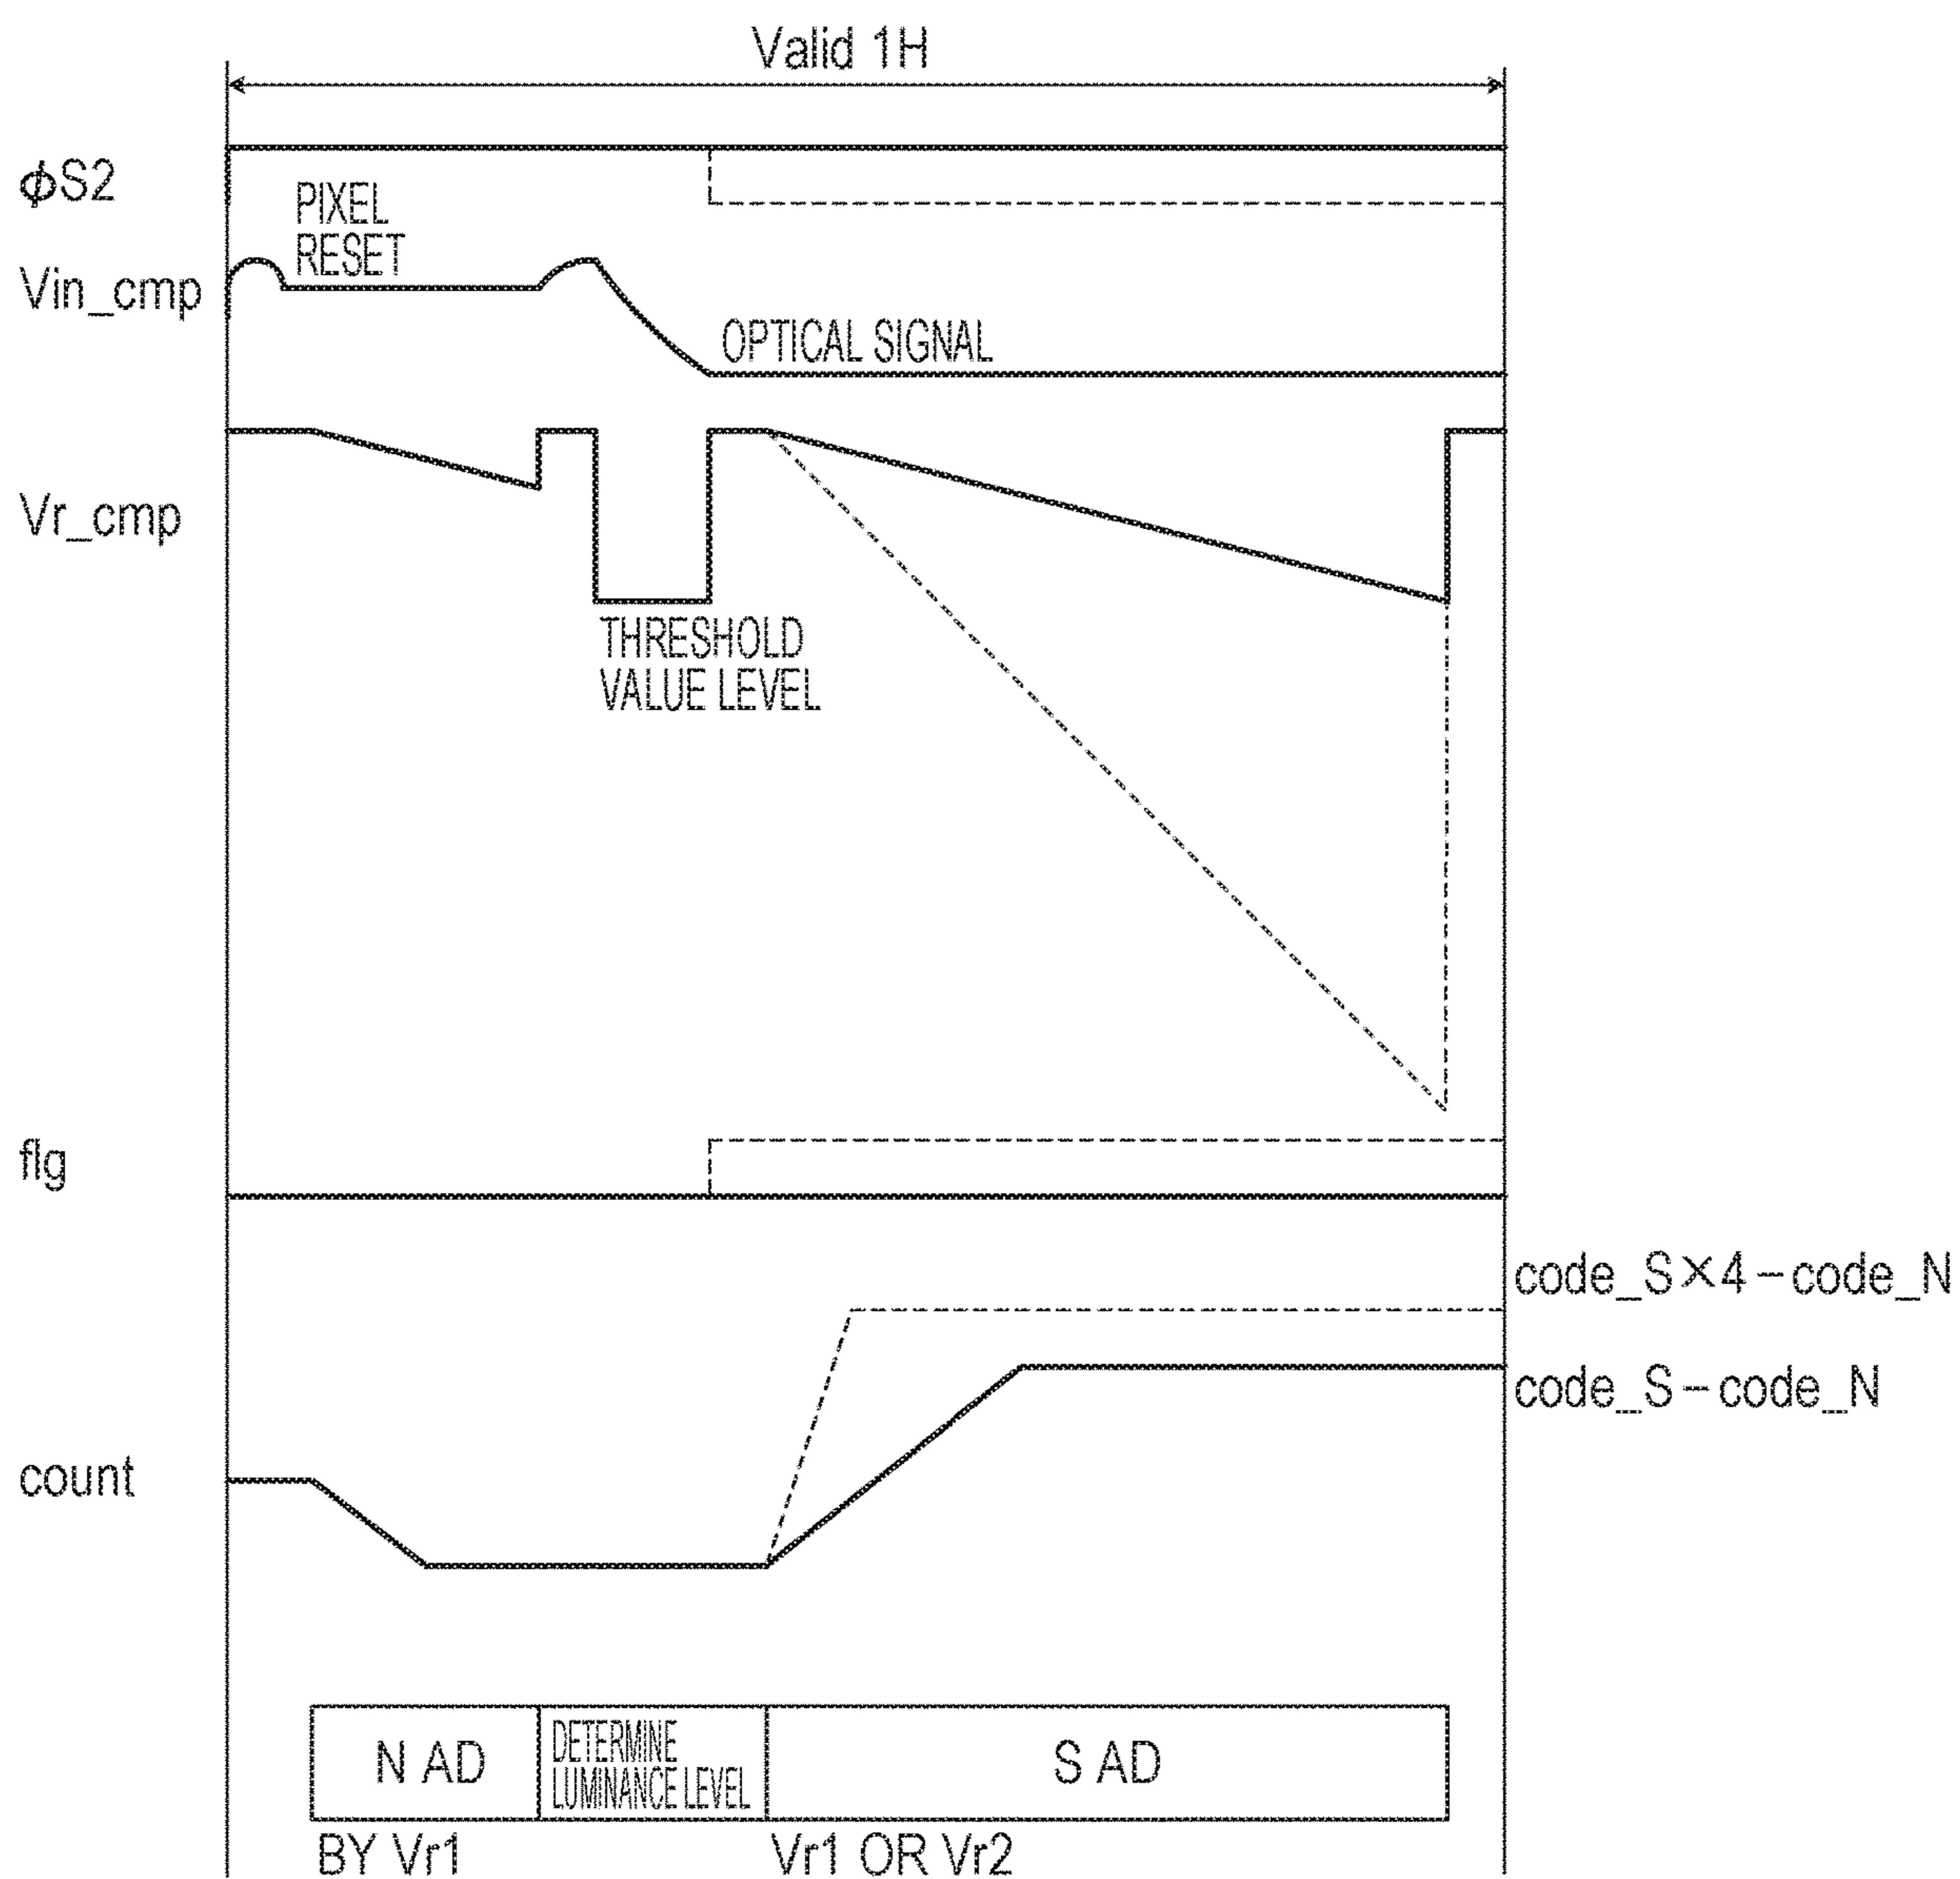 Valid 1H
ϕS2
PIXEL
RESET
Vin_cmp
OPTICAL SIGNAL
Vr_cmp
THRESHOLD
VALUE LEVEL
flg
code_S×4−code_N
code_S−code_N
count
N AD
DETERMINE
LUMINANCE LEVEL
S AD
BY Vr1
Vr1 OR Vr2